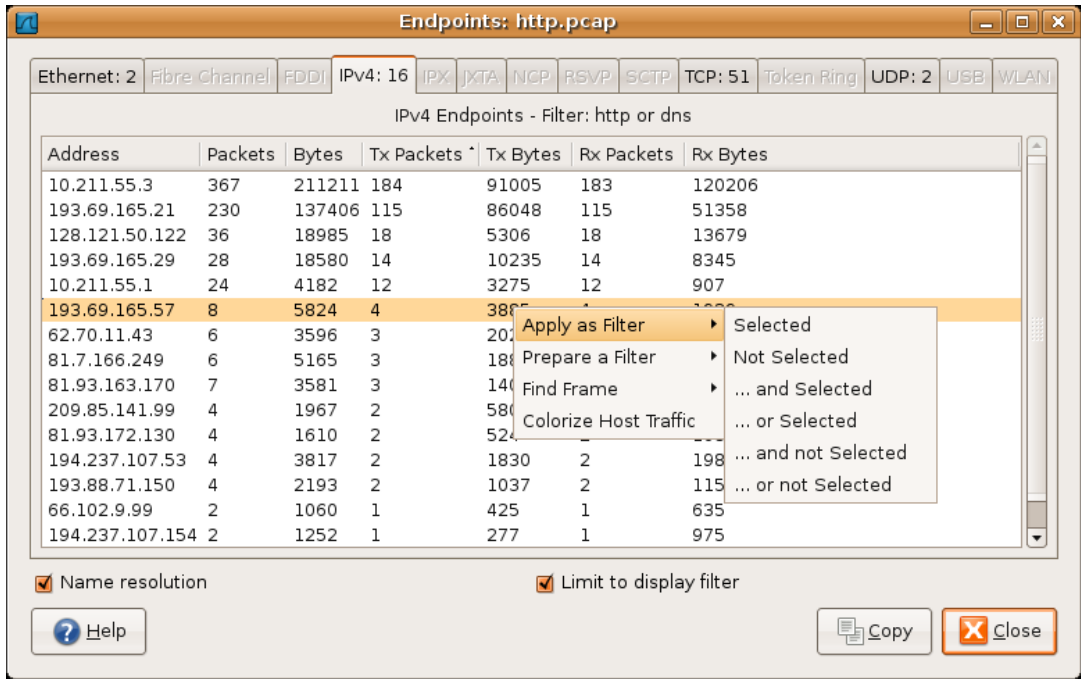 Endpoints: http.pcap
Ethernet: 2 Fibre Channel FDDI IPv4: 16 IPX JXTA NCP RSVP SCTP TCP: 51 Token Ring UDP: 2 USB WLAN
IPv4 Endpoints - Filter: http or dns
Address Packets Bytes Tx Packets Tx Bytes Rx Packets Rx Bytes
10.211.55.3 367 211211 184 91005 183 120206
193.69.165.21 230 137406 115 86048 115 51358
128.121.50.122 36 18985 18 5306 18 13679
193.69.165.29 28 18580 14 10235 14 8345
10.211.55.1 24 4182 12 3275 12 907
193.69.165.57 8 5824 4
62.70.11.43 6 3596 3
81.7.166.249 6 5165 3
81.93.163.170 7 3581 3
209.85.141.99 4 1967 2
81.93.172.130 4 1610 2
194.237.107.53 4 3817 2 1830 2
193.88.71.150 4 2193 2 1037 2
66.102.9.99 2 1060 1 425 1 635
194.237.107.154 2 1252 1 277 1 975
Apply as Filter
Prepare a Filter
Find Frame
Colorize Host Traffic
Selected
Not Selected
... and Selected
... or Selected
... and not Selected
... or not Selected
Name resolution Limit to display filter
Help Copy Close